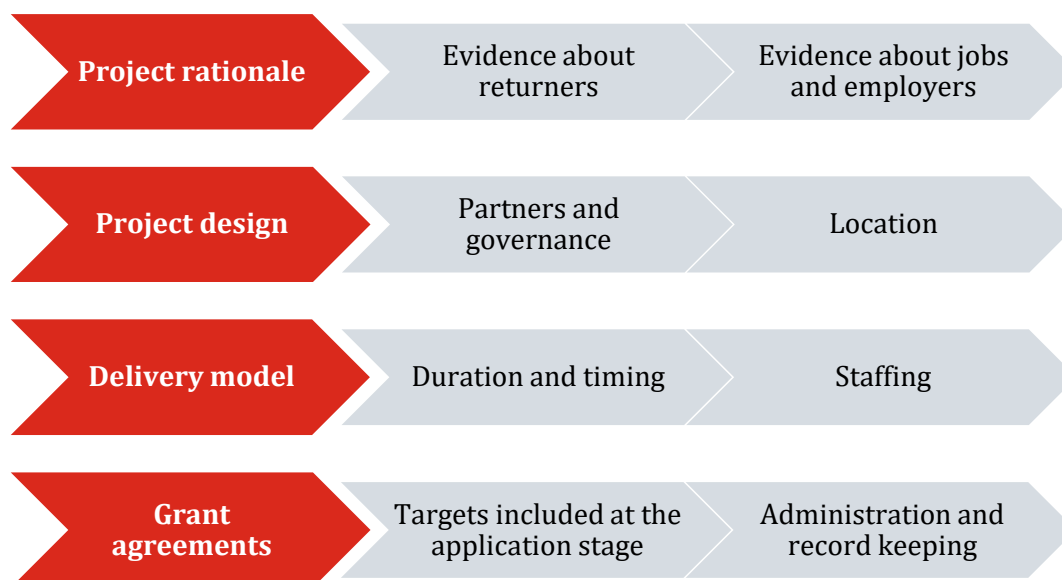 Project rationale
Evidence about
returners
Evidence about jobs
and employers
Project design
Partners and
governance
Location
Delivery model
Duration and timing
Staffing
Grant
agreements
Targets included at the
application stage
Administration and
record keeping